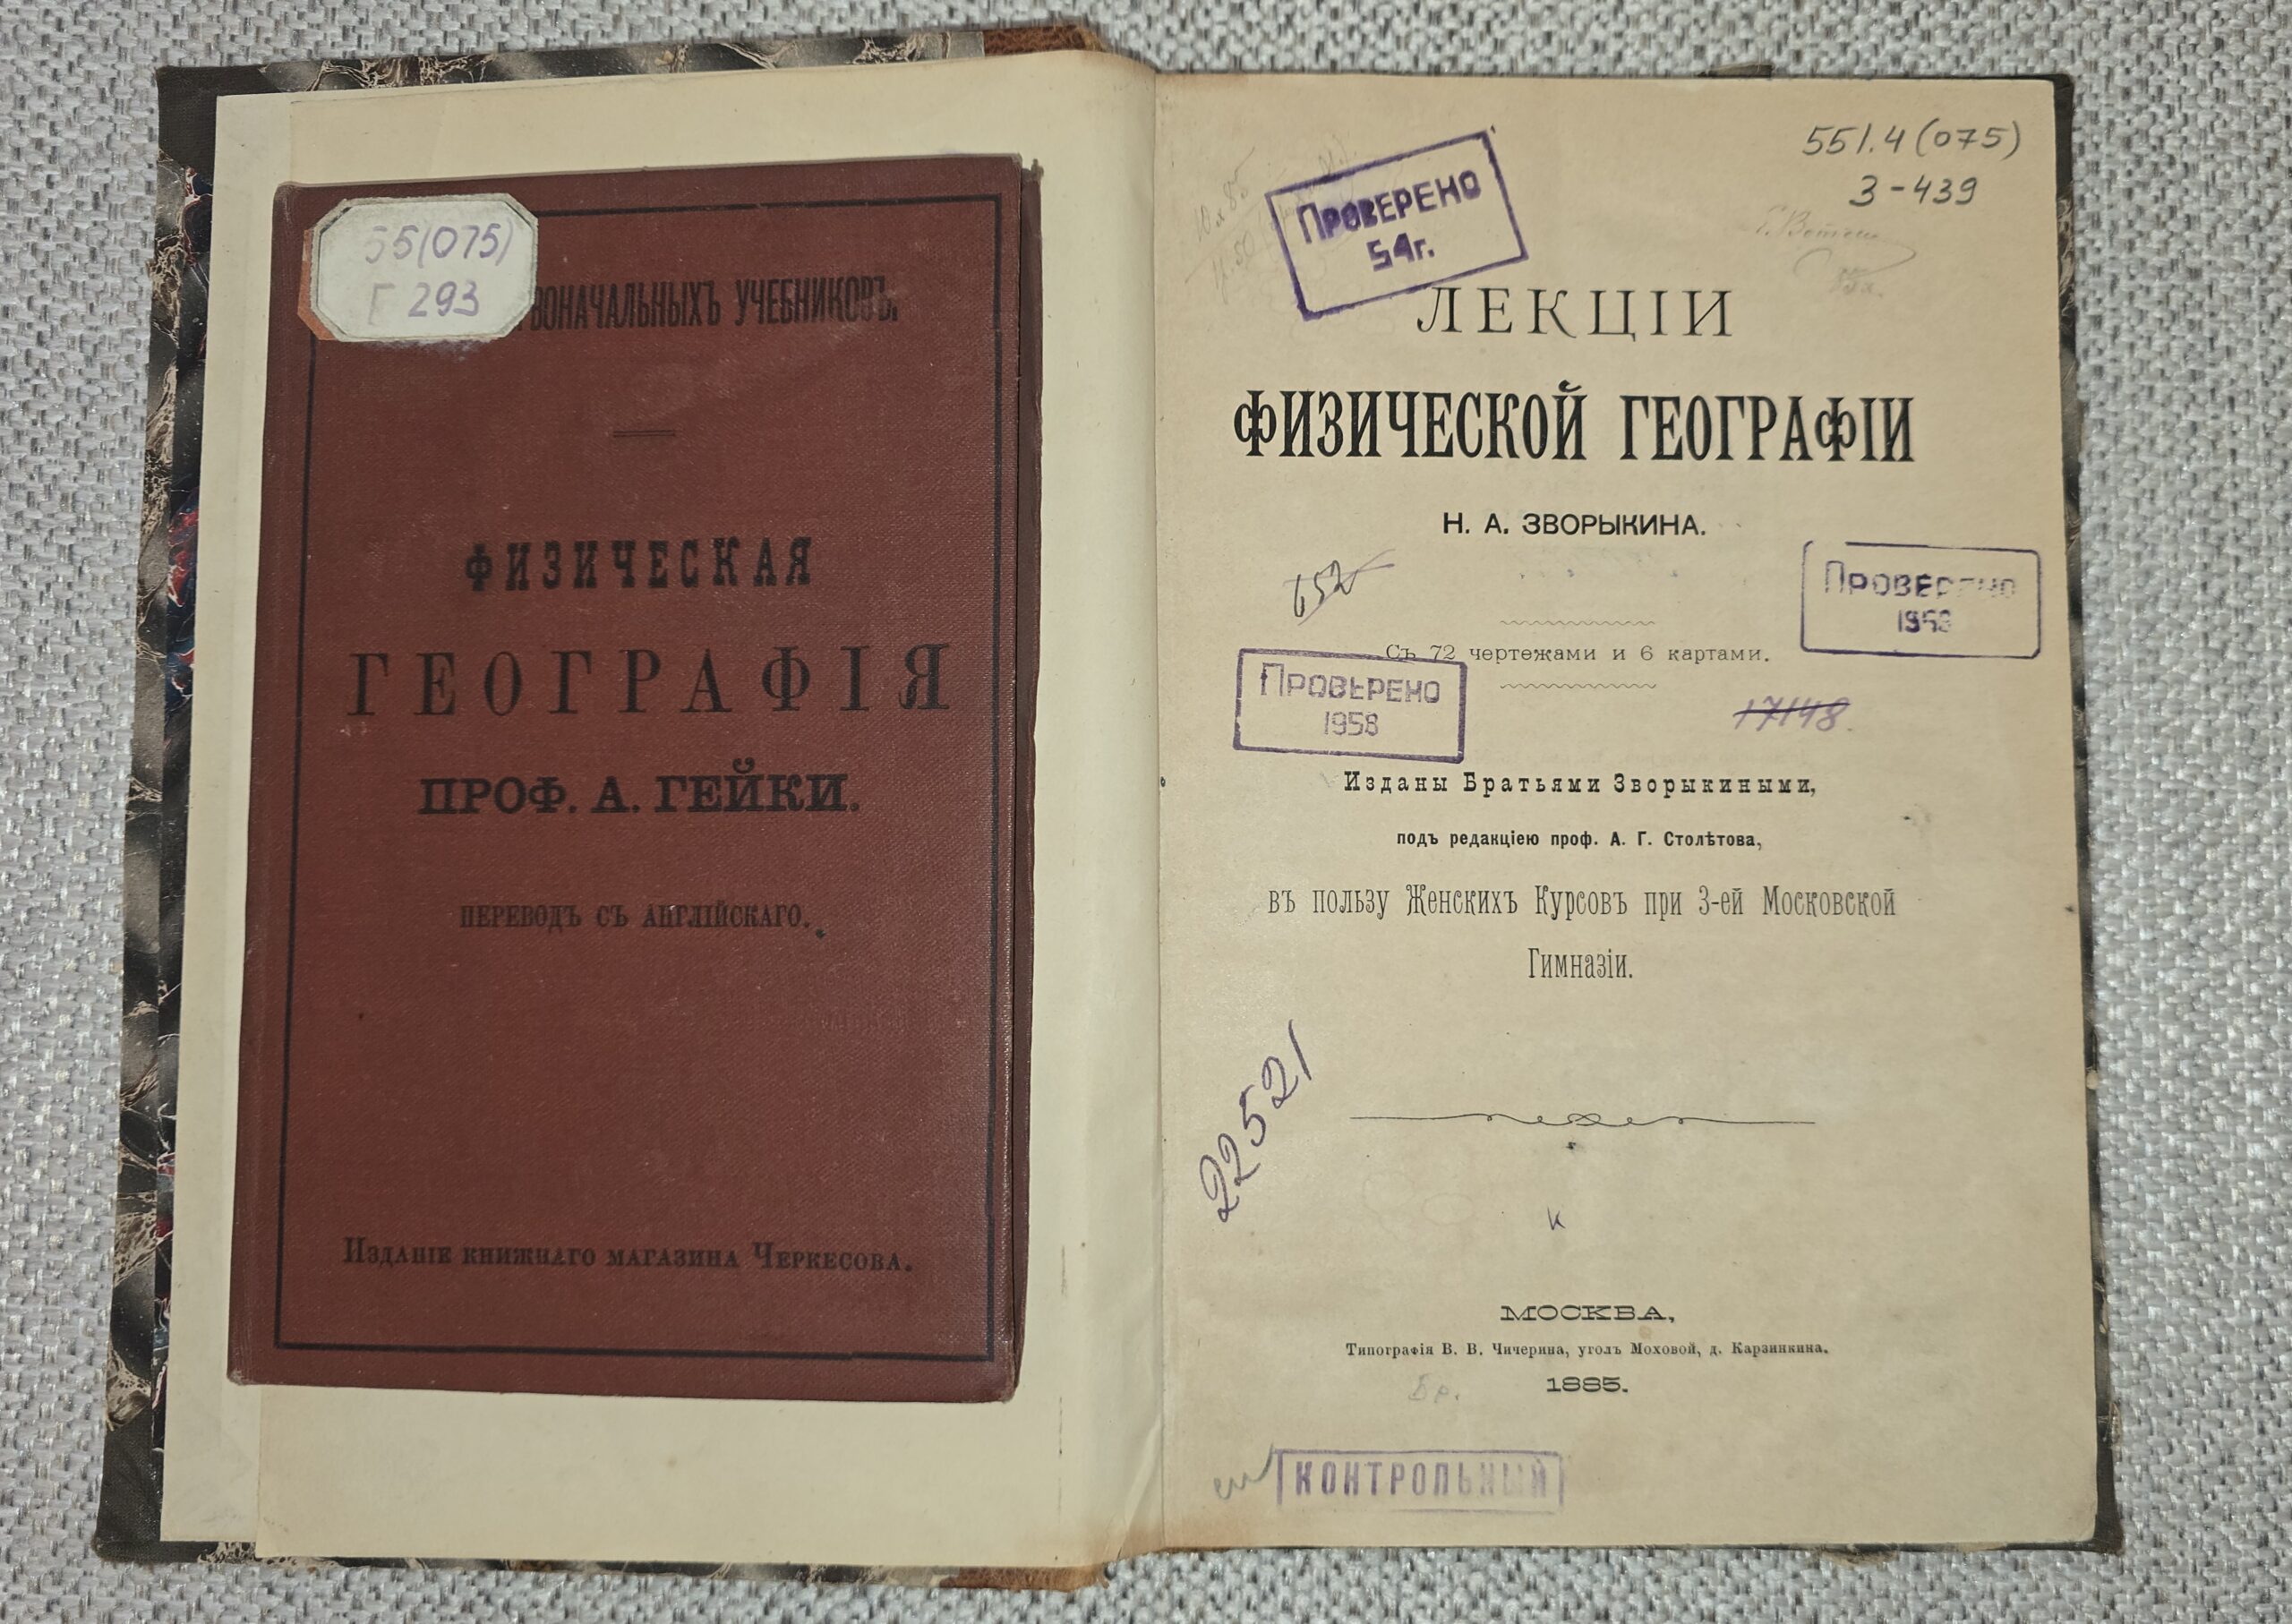 55(075)
Г 293
ВОНАЧАЛЬНЫХЪ УЧЕБНИКОВЪ.
ФИЗИЧЕСКАЯ
ГЕОГРАФІЯ
ПРОФ. А. ГЕЙКИ.
ПЕРЕВОДЪ СЪ АНГЛІЙСКАГО.
ИЗДАНІЕ КНИЖНАГО МАГАЗИНА ЧЕРКЕСОВА.
551.4 (075)
З-439
ПРОВЕРЕНО
54г.
ЛЕКЦІИ
ФИЗИЧЕСКОЙ ГЕОГРАФІИ
Н. А. ЗВОРЫКИНА.
652
ПРОВЕРЕНО
Съ 72 чертежами и 6 картами.
ПРОВЕРЕНО
1958
17148.
Изданы Братьями Зворыкиными,
подъ редакціею проф. А. Г. Столѣтова,
въ пользу Женскихъ Курсовъ при 3-ей Московской
Гимназіи.
22521
к
МОСКВА,
Типографія В. В. Чичерина, уголъ Моховой, д. Карзинкина.
1885.
Бр.
КОНТРОЛЬНЫЙ